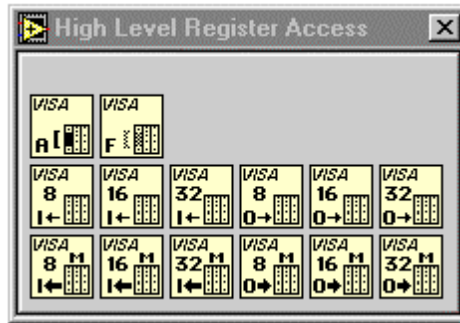 High Level Register Access
VISA VISA
A F
VISA VISA VISA VISA VISA VISA
8 16 32 8 16 32
I← I← I← O→ O→ O→
VISA VISA VISA VISA VISA VISA
8 M 16 M 32 M 8 M 16 M 32 M
I← I← I← O→ O→ O→